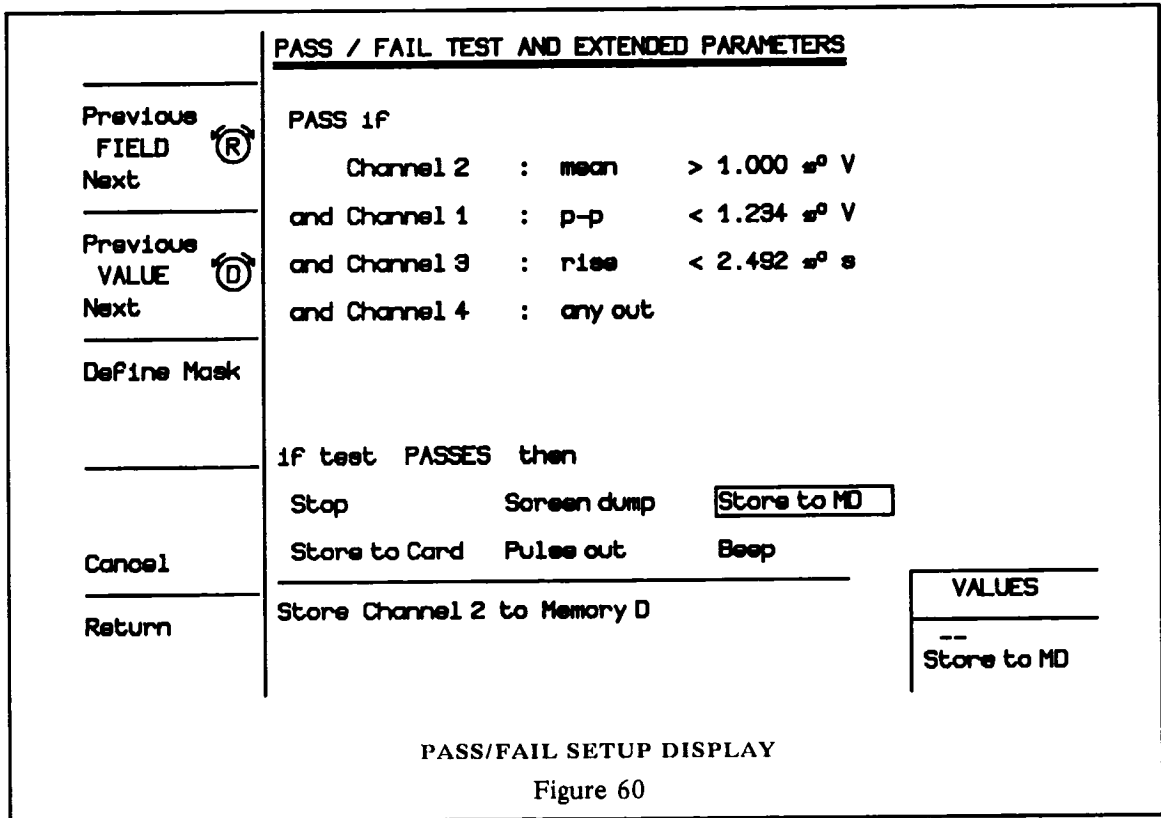 PASS / FAIL TEST AND EXTENDED PARAMETERS
Previous
FIELD R
Next
Previous
VALUE D
Next
Define Mask
Cancel
Return
PASS if
Channel 2 : mean > 1.000 E0 V
and Channel 1 : p-p < 1.234 E0 V
and Channel 3 : rise < 2.492 E0 s
and Channel 4 : any out
if test PASSES then
Stop Screen dump Store to MD
Store to Card Pulse out Beep
Store Channel 2 to Memory D
VALUES
--
Store to MD
PASS/FAIL SETUP DISPLAY
Figure 60